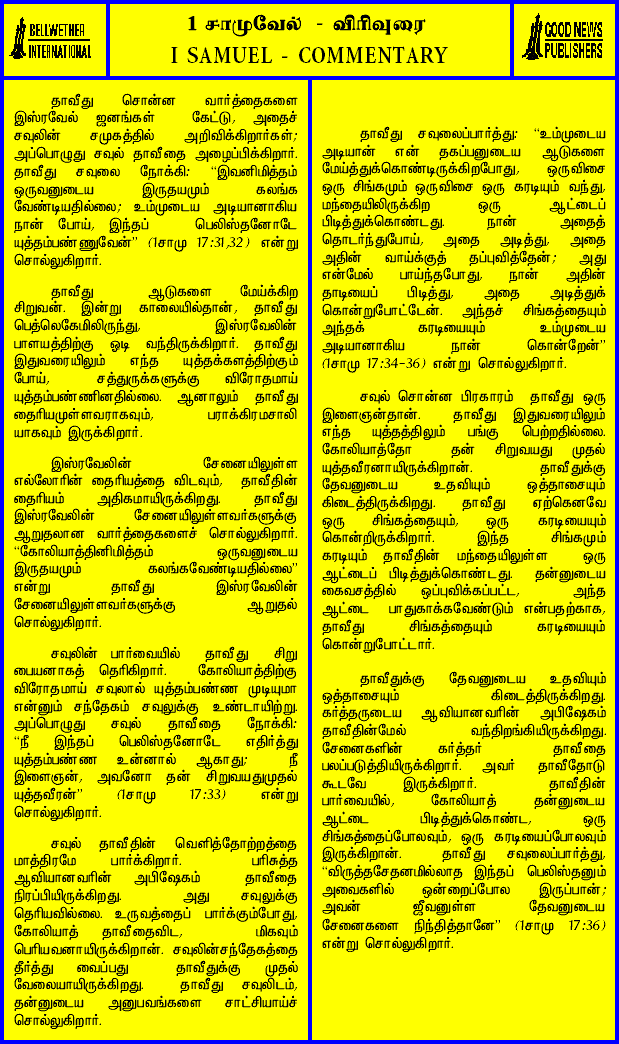 BELLWETHER
INTERNATIONAL
1 சாமுவேல் - விரிவுரை
I SAMUEL - COMMENTARY
GOOD NEWS
PUBLISHERS
தாவீது சொன்ன வார்த்தைகளை
இஸ்ரவேல் ஜனங்கள் கேட்டு, அதைச்
சவுலின் சமுகத்தில் அறிவிக்கிறார்கள்;
அப்பொழுது சவுல் தாவீதை அழைப்பிக்கிறார்.
தாவீது சவுலை நோக்கி: “இவனிமித்தம்
ஒருவனுடைய இருதயமும் கலங்க
வேண்டியதில்லை; உம்முடைய அடியானாகிய
நான் போய், இந்தப் பெலிஸ்தனோடே
யுத்தம்பண்ணுவேன்” (1சாமு 17:31,32) என்று
சொல்லுகிறார்.
தாவீது ஆடுகளை மேய்க்கிற
சிறுவன். இன்று காலையில்தான், தாவீது
பெத்லெகேமிலிருந்து, இஸ்ரவேலின்
பாளயத்திற்கு ஓடி வந்திருக்கிறார். தாவீது
இதுவரையிலும் எந்த யுத்தக்களத்திற்கும்
போய், சத்துருக்களுக்கு விரோதமாய்
யுத்தம்பண்ணினதில்லை. ஆனாலும் தாவீது
தைரியமுள்ளவராகவும், பராக்கிரமசாலி
யாகவும் இருக்கிறார்.
இஸ்ரவேலின் சேனையிலுள்ள
எல்லோரின் தைரியத்தை விடவும், தாவீதின்
தைரியம் அதிகமாயிருக்கிறது. தாவீது
இஸ்ரவேலின் சேனையிலுள்ளவர்களுக்கு
ஆறுதலான வார்த்தைகளைச் சொல்லுகிறார்.
“கோலியாத்தினிமித்தம் ஒருவனுடைய
இருதயமும் கலங்கவேண்டியதில்லை”
என்று தாவீது இஸ்ரவேலின்
சேனையிலுள்ளவர்களுக்கு ஆறுதல்
சொல்லுகிறார்.
சவுலின் பார்வையில் தாவீது சிறு
பையனாகத் தெரிகிறார். கோலியாத்திற்கு
விரோதமாய் சவுலால் யுத்தம்பண்ண முடியுமா
என்னும் சந்தேகம் சவுலுக்கு உண்டாயிற்று.
அப்பொழுது சவுல் தாவீதை நோக்கி:
“நீ இந்தப் பெலிஸ்தனோடே எதிர்த்து
யுத்தம்பண்ண உன்னால் ஆகாது; நீ
இளைஞன், அவனோ தன் சிறுவயதுமுதல்
யுத்தவீரன்” (1சாமு 17:33) என்று
சொல்லுகிறார்.
சவுல் தாவீதின் வெளித்தோற்றத்தை
மாத்திரமே பார்க்கிறார். பரிசுத்த
ஆவியானவரின் அபிஷேகம் தாவீதை
நிரப்பியிருக்கிறது. அது சவுலுக்கு
தெரியவில்லை. உருவத்தைப் பார்க்கும்போது,
கோலியாத் தாவீதைவிட, மிகவும்
பெரியவனாயிருக்கிறான். சவுலின்சந்தேகத்தை
தீர்த்து வைப்பது தாவீதுக்கு முதல்
வேலையாயிருக்கிறது. தாவீது சவுலிடம்,
தன்னுடைய அனுபவங்களை சாட்சியாய்ச்
சொல்லுகிறார்.
தாவீது சவுலைப்பார்த்து: “உம்முடைய
அடியான் என் தகப்பனுடைய ஆடுகளை
மேய்த்துக்கொண்டிருக்கிறபோது, ஒருவிசை
ஒரு சிங்கமும் ஒருவிசை ஒரு கரடியும் வந்து,
மந்தையிலிருக்கிற ஒரு ஆட்டைப்
பிடித்துக்கொண்டது. நான் அதைத்
தொடர்ந்துபோய், அதை அடித்து, அதை
அதின் வாய்க்குத் தப்புவித்தேன்; அது
என்மேல் பாய்ந்தபோது, நான் அதின்
தாடியைப் பிடித்து, அதை அடித்துக்
கொன்றுபோட்டேன். அந்தச் சிங்கத்தையும்
அந்தக் கரடியையும் உம்முடைய
அடியானாகிய நான் கொன்றேன்”
(1சாமு 17:34-36) என்று சொல்லுகிறார்.
சவுல் சொன்ன பிரகாரம் தாவீது ஒரு
இளைஞன்தான். தாவீது இதுவரையிலும்
எந்த யுத்தத்திலும் பங்கு பெற்றதில்லை.
கோலியாத்தோ தன் சிறுவயது முதல்
யுத்தவீரனாயிருக்கிறான். தாவீதுக்கு
தேவனுடைய உதவியும் ஒத்தாசையும்
கிடைத்திருக்கிறது. தாவீது ஏற்கெனவே
ஒரு சிங்கத்தையும், ஒரு கரடியையும்
கொன்றிருக்கிறார். இந்த சிங்கமும்
கரடியும் தாவீதின் மந்தையிலுள்ள ஒரு
ஆட்டைப் பிடித்துக்கொண்டது. தன்னுடைய
கைவசத்தில் ஒப்புவிக்கப்பட்ட, அந்த
ஆட்டை பாதுகாக்கவேண்டும் என்பதற்காக,
தாவீது சிங்கத்தையும் கரடியையும்
கொன்றுபோட்டார்.
தாவீதுக்கு தேவனுடைய உதவியும்
ஒத்தாசையும் கிடைத்திருக்கிறது.
கர்த்தருடைய ஆவியானவரின் அபிஷேகம்
தாவீதின்மேல் வந்திறங்கியிருக்கிறது.
சேனைகளின் கர்த்தர் தாவீதை
பலப்படுத்தியிருக்கிறார். அவர் தாவீதோடு
கூடவே இருக்கிறார். தாவீதின்
பார்வையில், கோலியாத் தன்னுடைய
ஆட்டை பிடித்துக்கொண்ட, ஒரு
சிங்கத்தைப்போலவும், ஒரு கரடியைப்போலவும்
இருக்கிறான். தாவீது சவுலைப்பார்த்து,
“விருத்தசேதனமில்லாத இந்தப் பெலிஸ்தனும்
அவைகளில் ஒன்றைப்போல இருப்பான்;
அவன் ஜீவனுள்ள தேவனுடைய
சேனைகளை நிந்தித்தானே” (1சாமு 17:36)
என்று சொல்லுகிறார்.